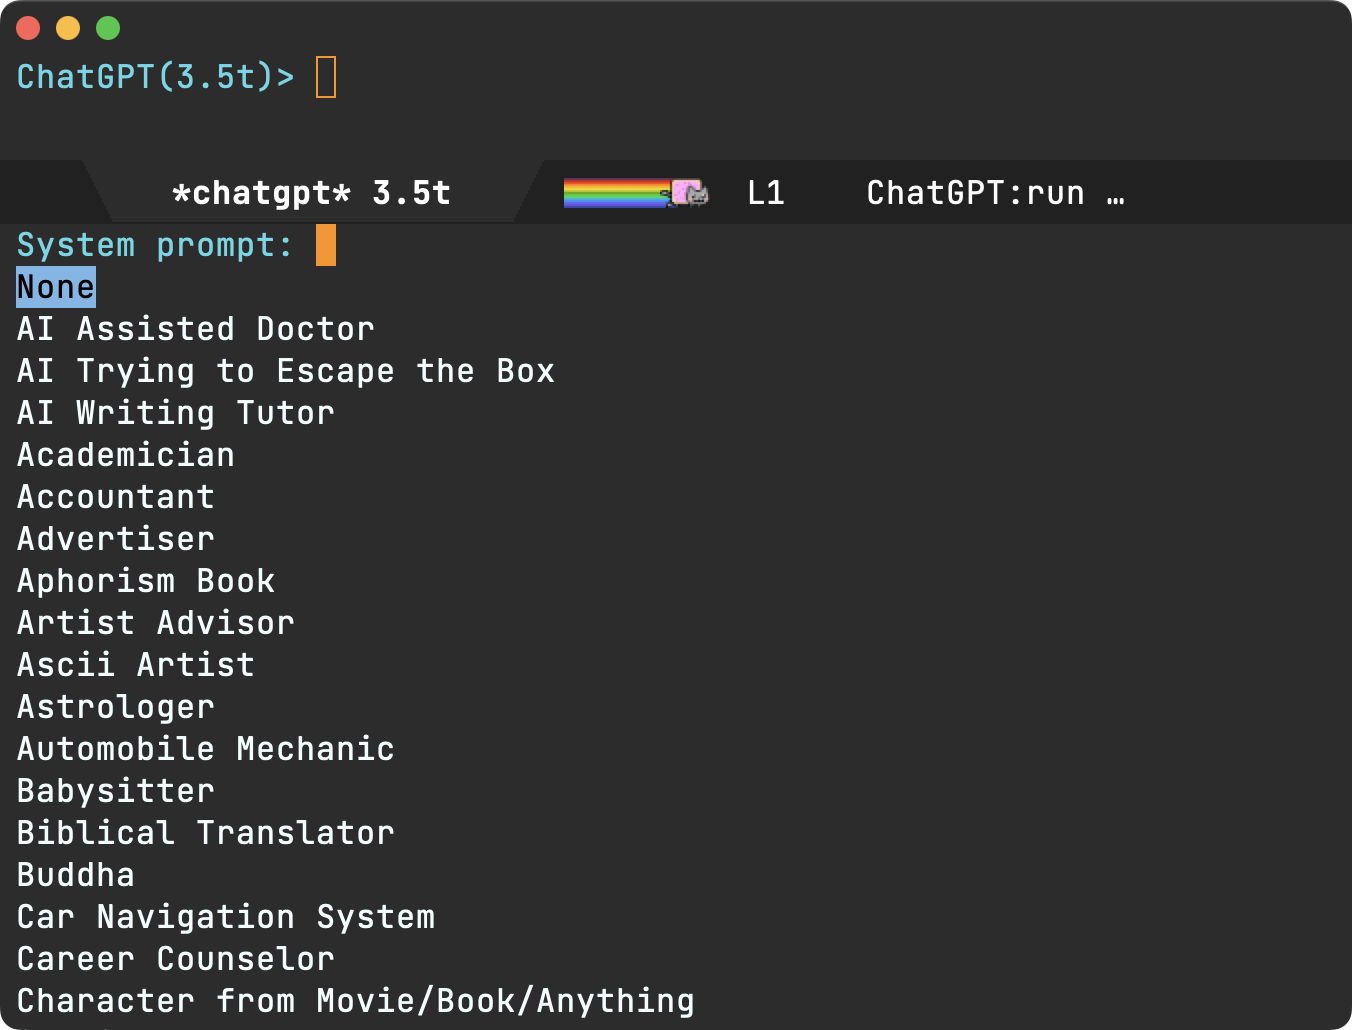 ChatGPT(3.5t)>
*chatgpt* 3.5t L1 ChatGPT:run …
System prompt:
None
AI Assisted Doctor
AI Trying to Escape the Box
AI Writing Tutor
Academician
Accountant
Advertiser
Aphorism Book
Artist Advisor
Ascii Artist
Astrologer
Automobile Mechanic
Babysitter
Biblical Translator
Buddha
Car Navigation System
Career Counselor
Character from Movie/Book/Anything